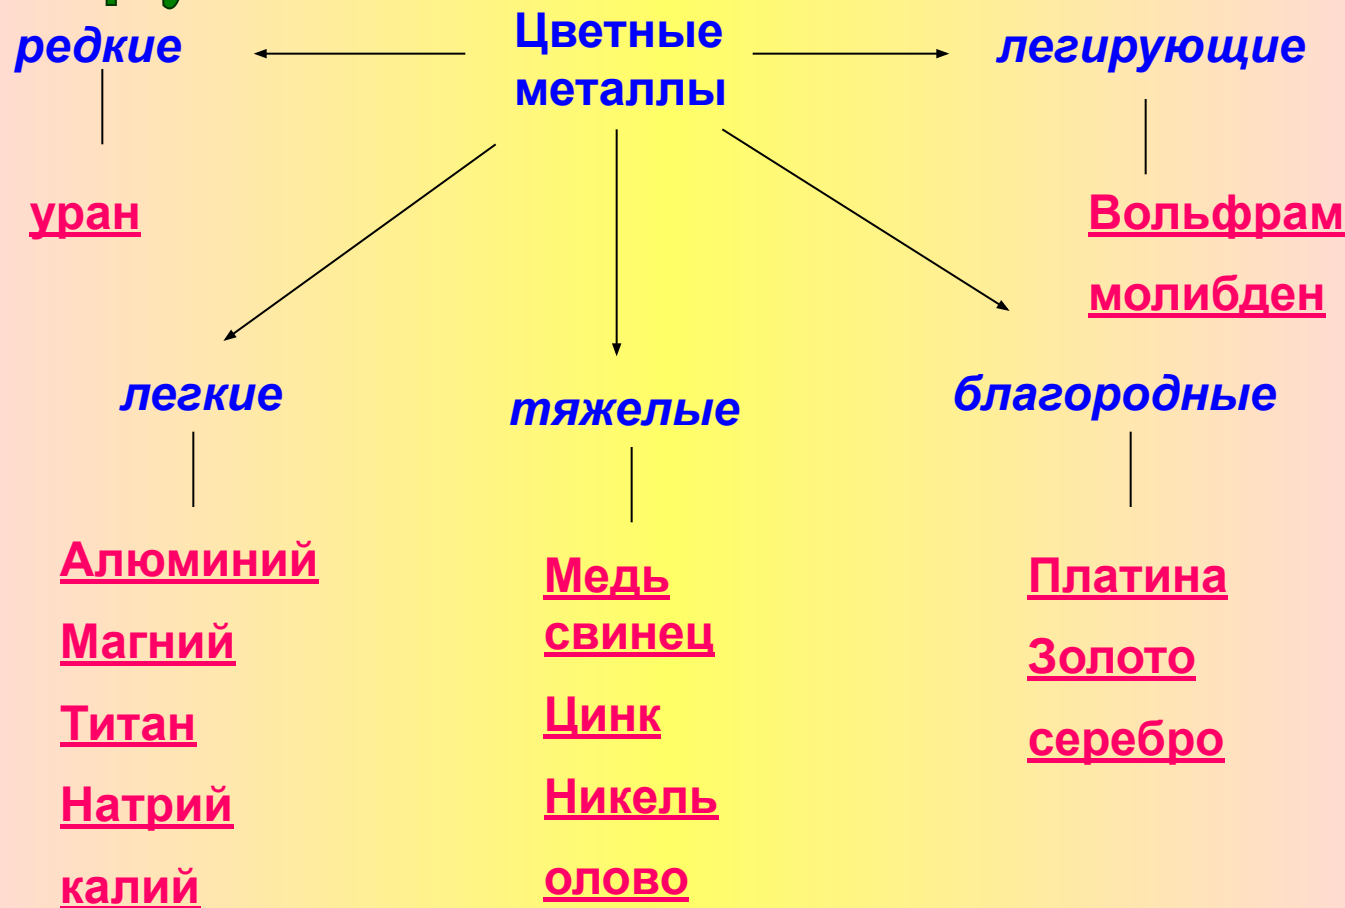 Цветные
металлы
редкие
легирующие
уран
Вольфрам
молибден
легкие
тяжелые
благородные
Алюминий
Магний
Титан
Натрий
калий
Медь
свинец
Цинк
Никель
олово
Платина
Золото
серебро